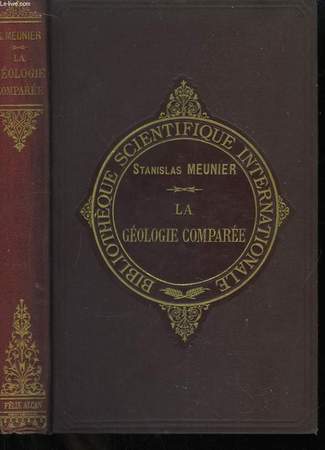 S. MEUNIER
LA
GÉOLOGIE
COMPARÉE
FÉLIX ALCAN
BIBLIOTHÈQUE SCIENTIFIQUE INTERNATIONALE
STANISLAS MEUNIER
LA
GÉOLOGIE COMPARÉE